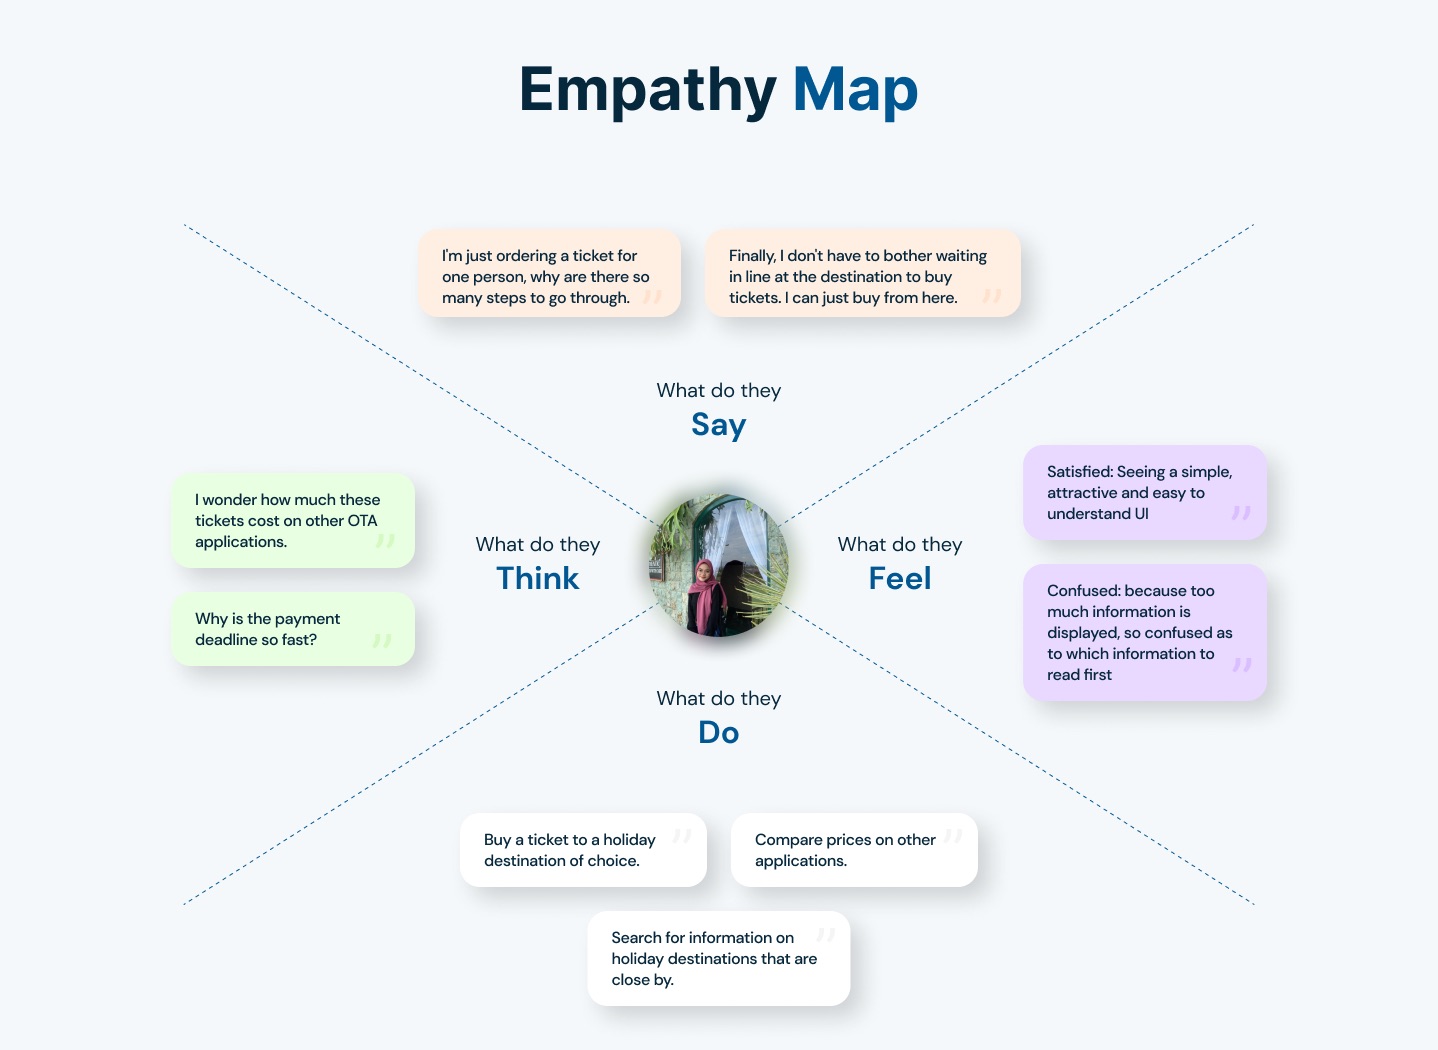 Empathy Map
I'm just ordering a ticket for
one person, why are there so
many steps to go through.
Finally, I don't have to bother waiting
in line at the destination to buy
tickets. I can just buy from here.
What do they
Say
I wonder how much these
tickets cost on other OTA
applications.
Why is the payment
deadline so fast?
What do they
Think
What do they
Feel
Satisfied: Seeing a simple,
attractive and easy to
understand UI
Confused: because too
much information is
displayed, so confused as
to which information to
read first
What do they
Do
Buy a ticket to a holiday
destination of choice.
Compare prices on other
applications.
Search for information on
holiday destinations that are
close by.